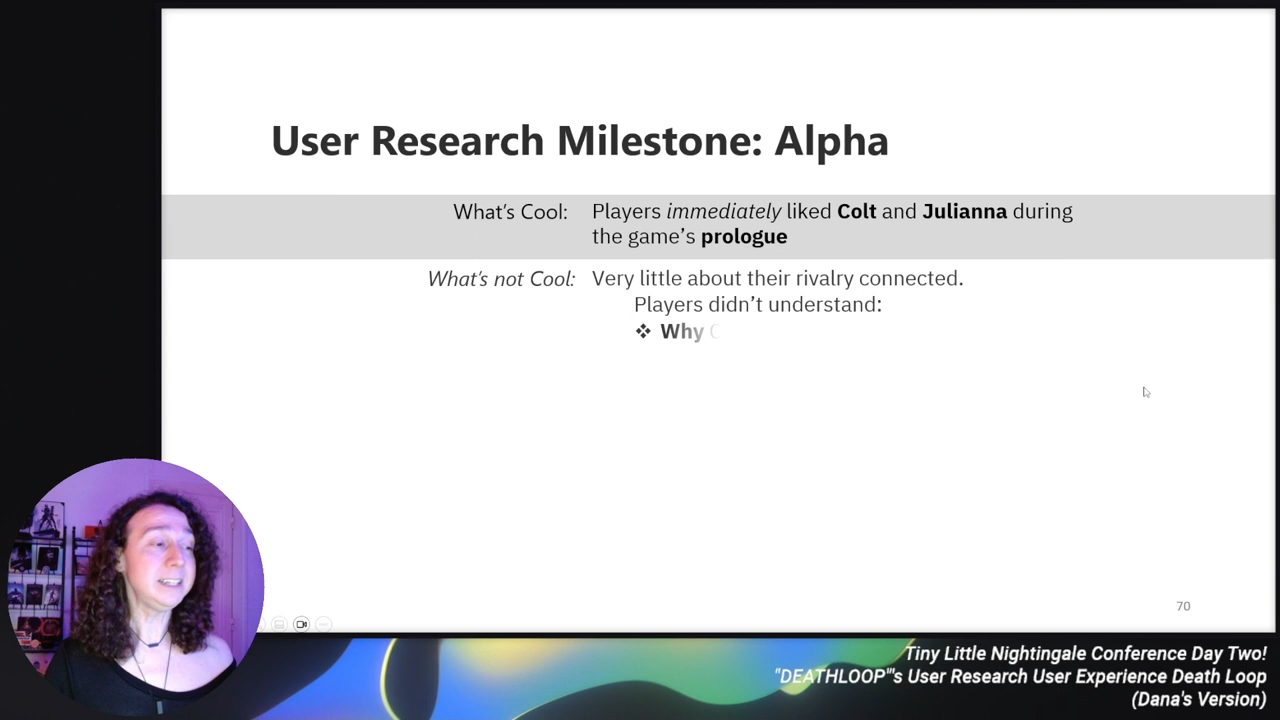 User Research Milestone: Alpha
What's Cool: Players immediately liked Colt and Julianna during
the game's prologue
What's not Cool: Very little about their rivalry connected.
Players didn't understand:
❖ Why C
70
Tiny Little Nightingale Conference Day Two!
"DEATHLOOP"'s User Research User Experience Death Loop
(Dana's Version)